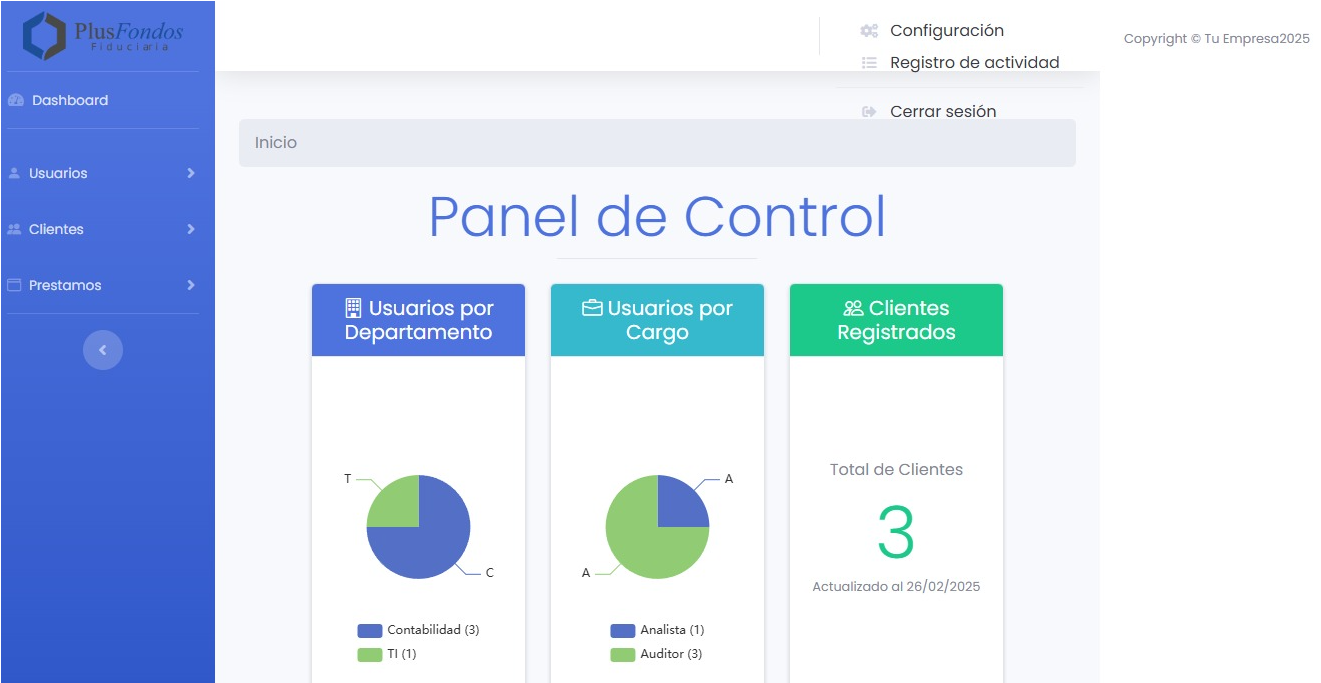 PlusFondos
Fiduciaria
Dashboard
Usuarios
Clientes
Prestamos
Configuración
Registro de actividad
Cerrar sesión
Copyright © Tu Empresa2025
Inicio
Panel de Control
Usuarios por
Departamento
T
C
Contabilidad (3)
TI (1)
Usuarios por
Cargo
A
A
Analista (1)
Auditor (3)
Clientes
Registrados
Total de Clientes
3
Actualizado al 26/02/2025